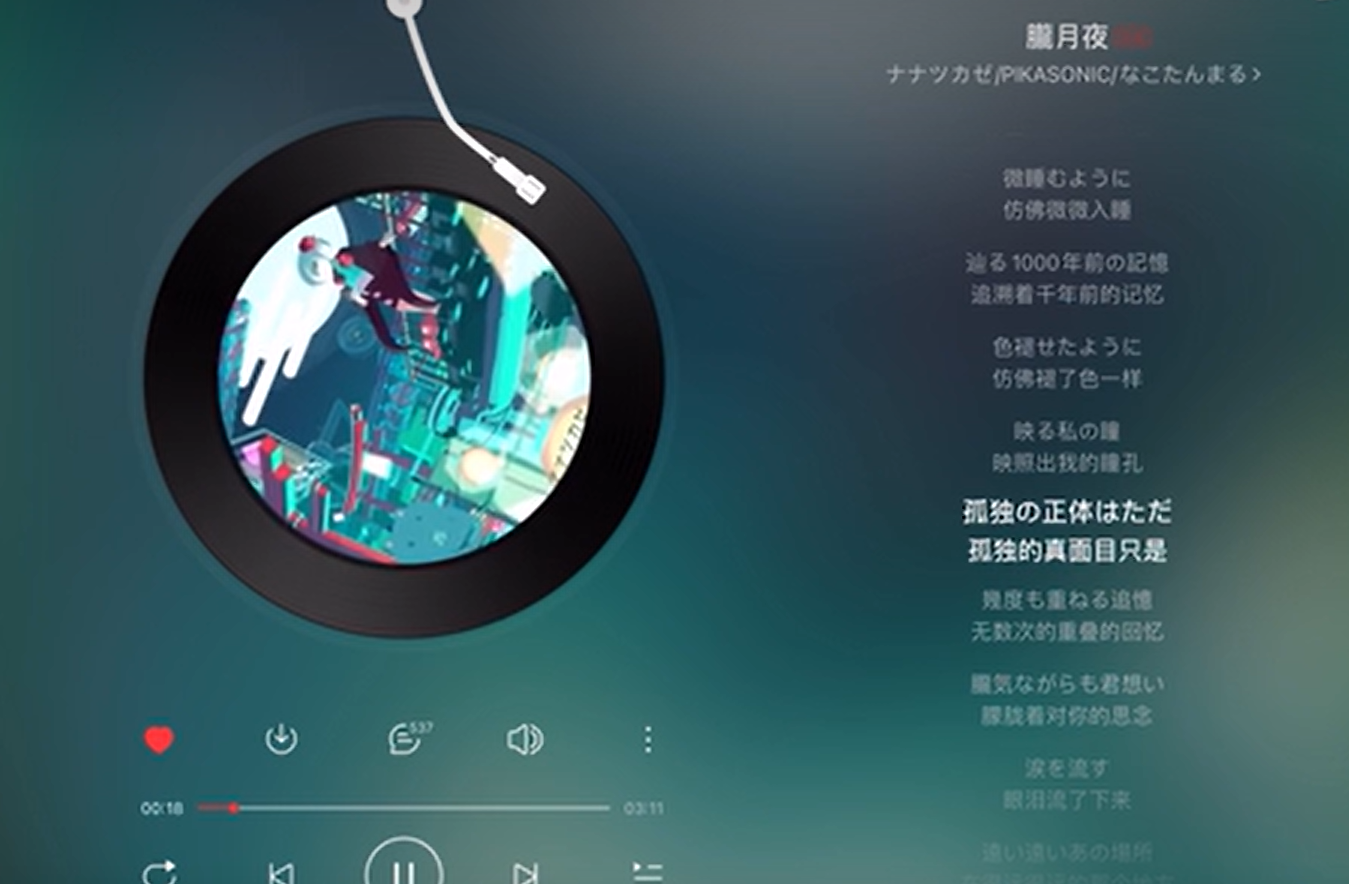 朧月夜
ナナツカゼ/PIKASONIC/なこたんまる
微睡むように
仿佛微微入睡
辿る1000年前の記憶
追溯着千年前的记忆
色褪せたように
仿佛褪了色一样
映る私の瞳
映照出我的瞳孔
孤独の正体はただ
孤独的真面目只是
幾度も重ねる追憶
无数次的重叠的回忆
朧気ながらも君想い
朦胧着对你的思念
涙を流す
眼泪流了下来
遠い遠いあの場所
537
00:18
03:11